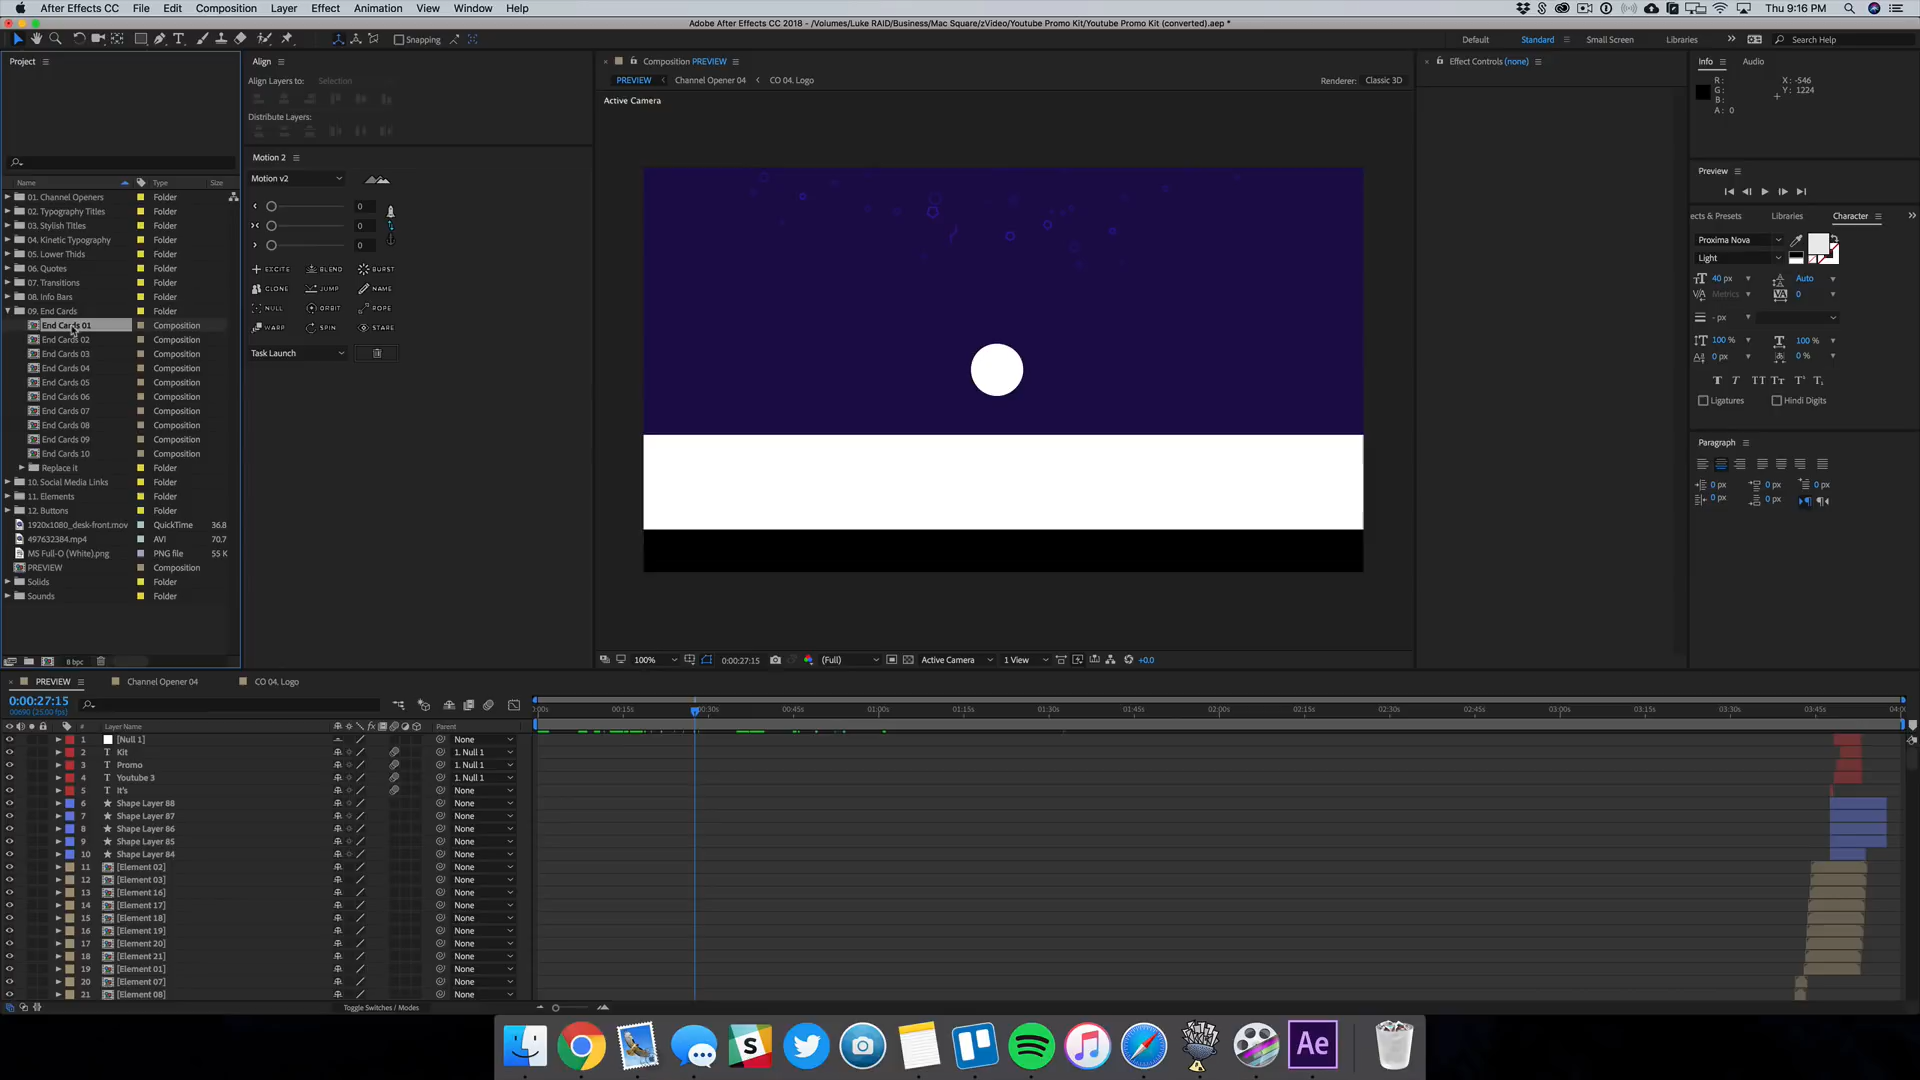 After Effects CC File Edit Composition Layer Effect Animation View Window Help
Thu 9:16 PM
Adobe After Effects CC 2018 - /Volumes/Luke RAID/Business/Mac Square/zVideo/Youtube Promo Kit/Youtube Promo Kit (converted).aep *
Snapping
Default Standard Small Screen Libraries Search Help
Project
Name Type Size
01. Channel Openers Folder
02. Typography Titles Folder
03. Stylish Titles Folder
04. Kinetic Typography Folder
05. Lower Thids Folder
06. Quotes Folder
07. Transitions Folder
08. Info Bars Folder
09. End Cards Folder
End Cards 01 Composition
End Cards 02 Composition
End Cards 03 Composition
End Cards 04 Composition
End Cards 05 Composition
End Cards 06 Composition
End Cards 07 Composition
End Cards 08 Composition
End Cards 09 Composition
End Cards 10 Composition
Replace it Folder
10. Social Media Links Folder
11. Elements Folder
12. Buttons Folder
1920x1080_desk-front.mov QuickTime 36.8
497632384.mp4 AVI 70.7
MS Full-O (White).png PNG file 55 K
PREVIEW Composition
Solids Folder
Sounds Folder
8 bpc
Align
Align Layers to: Selection
Distribute Layers:
Motion 2
Motion v2
0
0
0
EXCITE BLEND BURST
CLONE JUMP NAME
NULL ORBIT ROPE
WARP SPIN STARE
Task Launch
Composition PREVIEW
PREVIEW Channel Opener 04 CO 04. Logo
Renderer: Classic 3D
Active Camera
100% 0:00:27:15 (Full) Active Camera 1 View +0.0
Effect Controls (none)
Info Audio
R: X: -546
G: Y: 1224
B:
A: 0
Preview
ects & Presets Libraries Character
Proxima Nova
Light
40 px Auto
Metrics 0
- px
100 % 100 %
0 px 0 %
Ligatures Hindi Digits
Paragraph
0 px 0 px 0 px
0 px 0 px
PREVIEW Channel Opener 04 CO 04. Logo
0:00:27:15
00690 (25.00 fps)
:00s 00:15s 00:30s 00:45s 01:00s 01:15s 01:30s 01:45s 02:00s 02:15s 02:30s 02:45s 03:00s 03:15s 03:30s 03:45s 04:0
# Layer Name Parent
1 [Null 1] None
2 Kit 1. Null 1
3 Promo 1. Null 1
4 Youtube 3 1. Null 1
5 It's None
6 Shape Layer 88 None
7 Shape Layer 87 None
8 Shape Layer 86 None
9 Shape Layer 85 None
10 Shape Layer 84 None
11 [Element 02] None
12 [Element 03] None
13 [Element 16] None
14 [Element 17] None
15 [Element 18] None
16 [Element 19] None
17 [Element 20] None
18 [Element 21] None
19 [Element 01] None
20 [Element 07] None
21 [Element 08] None
Toggle Switches / Modes
S
Ae